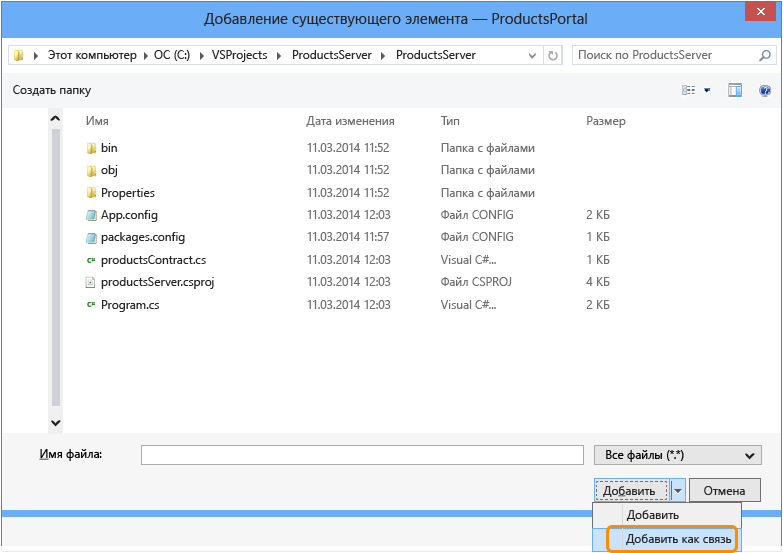 Добавление существующего элемента — ProductsPortal
Этот компьютер OC (C:) VSProjects ProductsServer ProductsServer Поиск по ProductsServer
Создать папку
Имя Дата изменения Тип Размер
bin 11.03.2014 11:52 Папка с файлами
obj 11.03.2014 11:52 Папка с файлами
Properties 11.03.2014 11:52 Папка с файлами
App.config 11.03.2014 12:03 Файл CONFIG 2 КБ
packages.config 11.03.2014 11:57 Файл CONFIG 1 КБ
productsContract.cs 11.03.2014 12:03 Visual C#... 1 КБ
productsServer.csproj 11.03.2014 12:03 Файл CSPROJ 4 КБ
Program.cs 11.03.2014 12:03 Visual C#... 2 КБ
Имя файла: Все файлы (*.*)
Добавить Отмена
Добавить
Добавить как связь